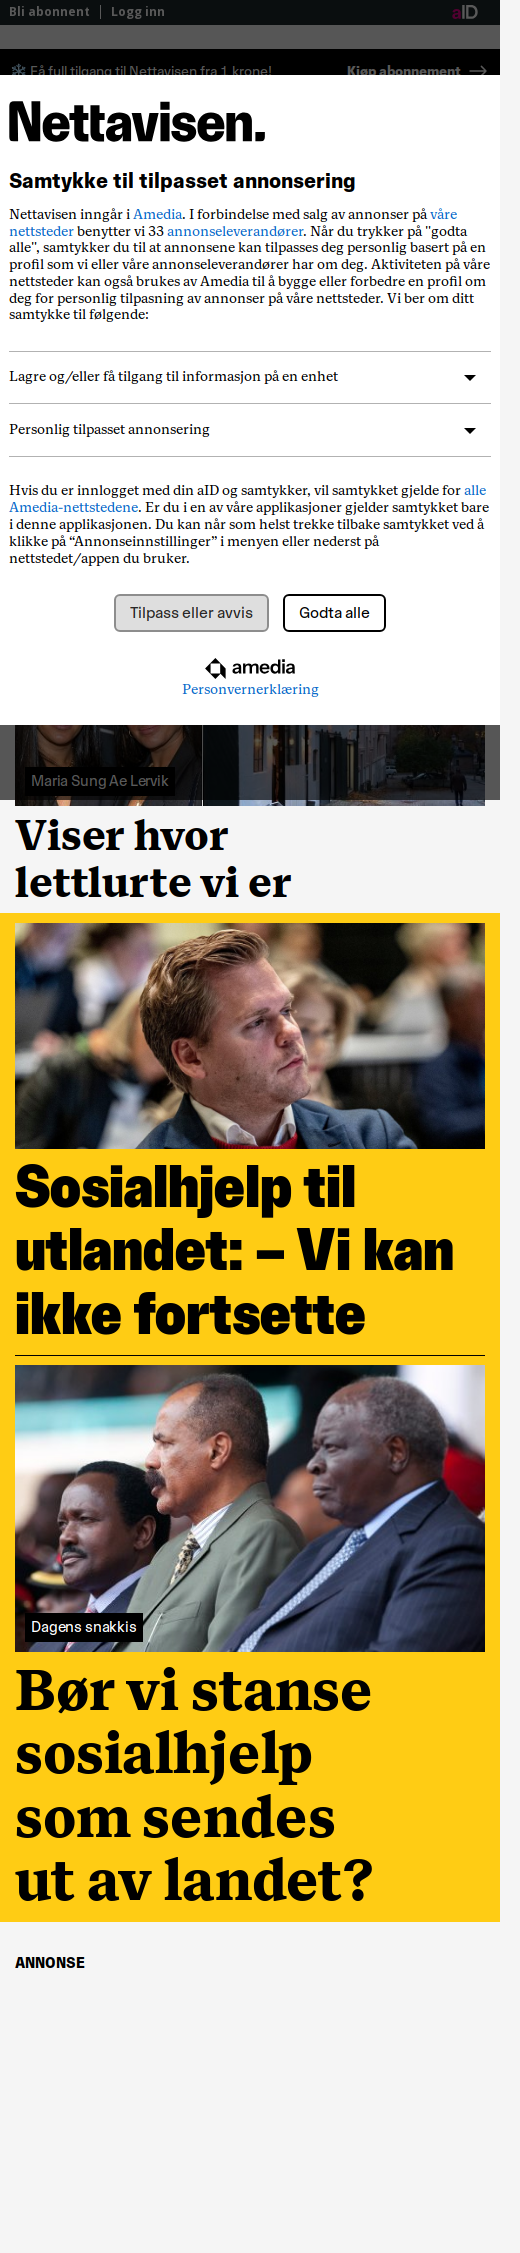 Bli abonnent
Logg inn
aID
Få full tilgang til Nettavisen fra 1 krone!
Kjøp abonnement
Nettavisen.
Samtykke til tilpasset annonsering
Nettavisen inngår i Amedia. I forbindelse med salg av annonser på våre
nettsteder benytter vi 33 annonseleverandører. Når du trykker på "godta
alle", samtykker du til at annonsene kan tilpasses deg personlig basert på en
profil som vi eller våre annonseleverandører har om deg. Aktiviteten på våre
nettsteder kan også brukes av Amedia til å bygge eller forbedre en profil om
deg for personlig tilpasning av annonser på våre nettsteder. Vi ber om ditt
samtykke til følgende:
Lagre og/eller få tilgang til informasjon på en enhet
Personlig tilpasset annonsering
Hvis du er innlogget med din aID og samtykker, vil samtykket gjelde for alle
Amedia-nettstedene. Er du i en av våre applikasjoner gjelder samtykket bare
i denne applikasjonen. Du kan når som helst trekke tilbake samtykket ved å
klikke på “Annonseinnstillinger” i menyen eller nederst på
nettstedet/appen du bruker.
Tilpass eller avvis
Godta alle
amedia
Personvernerklæring
Maria Sung Ae Lervik
Viser hvor
lettlurte vi er
Sosialhjelp til
utlandet: – Vi kan
ikke fortsette
Dagens snakkis
Bør vi stanse
sosialhjelp
som sendes
ut av landet?
ANNONSE